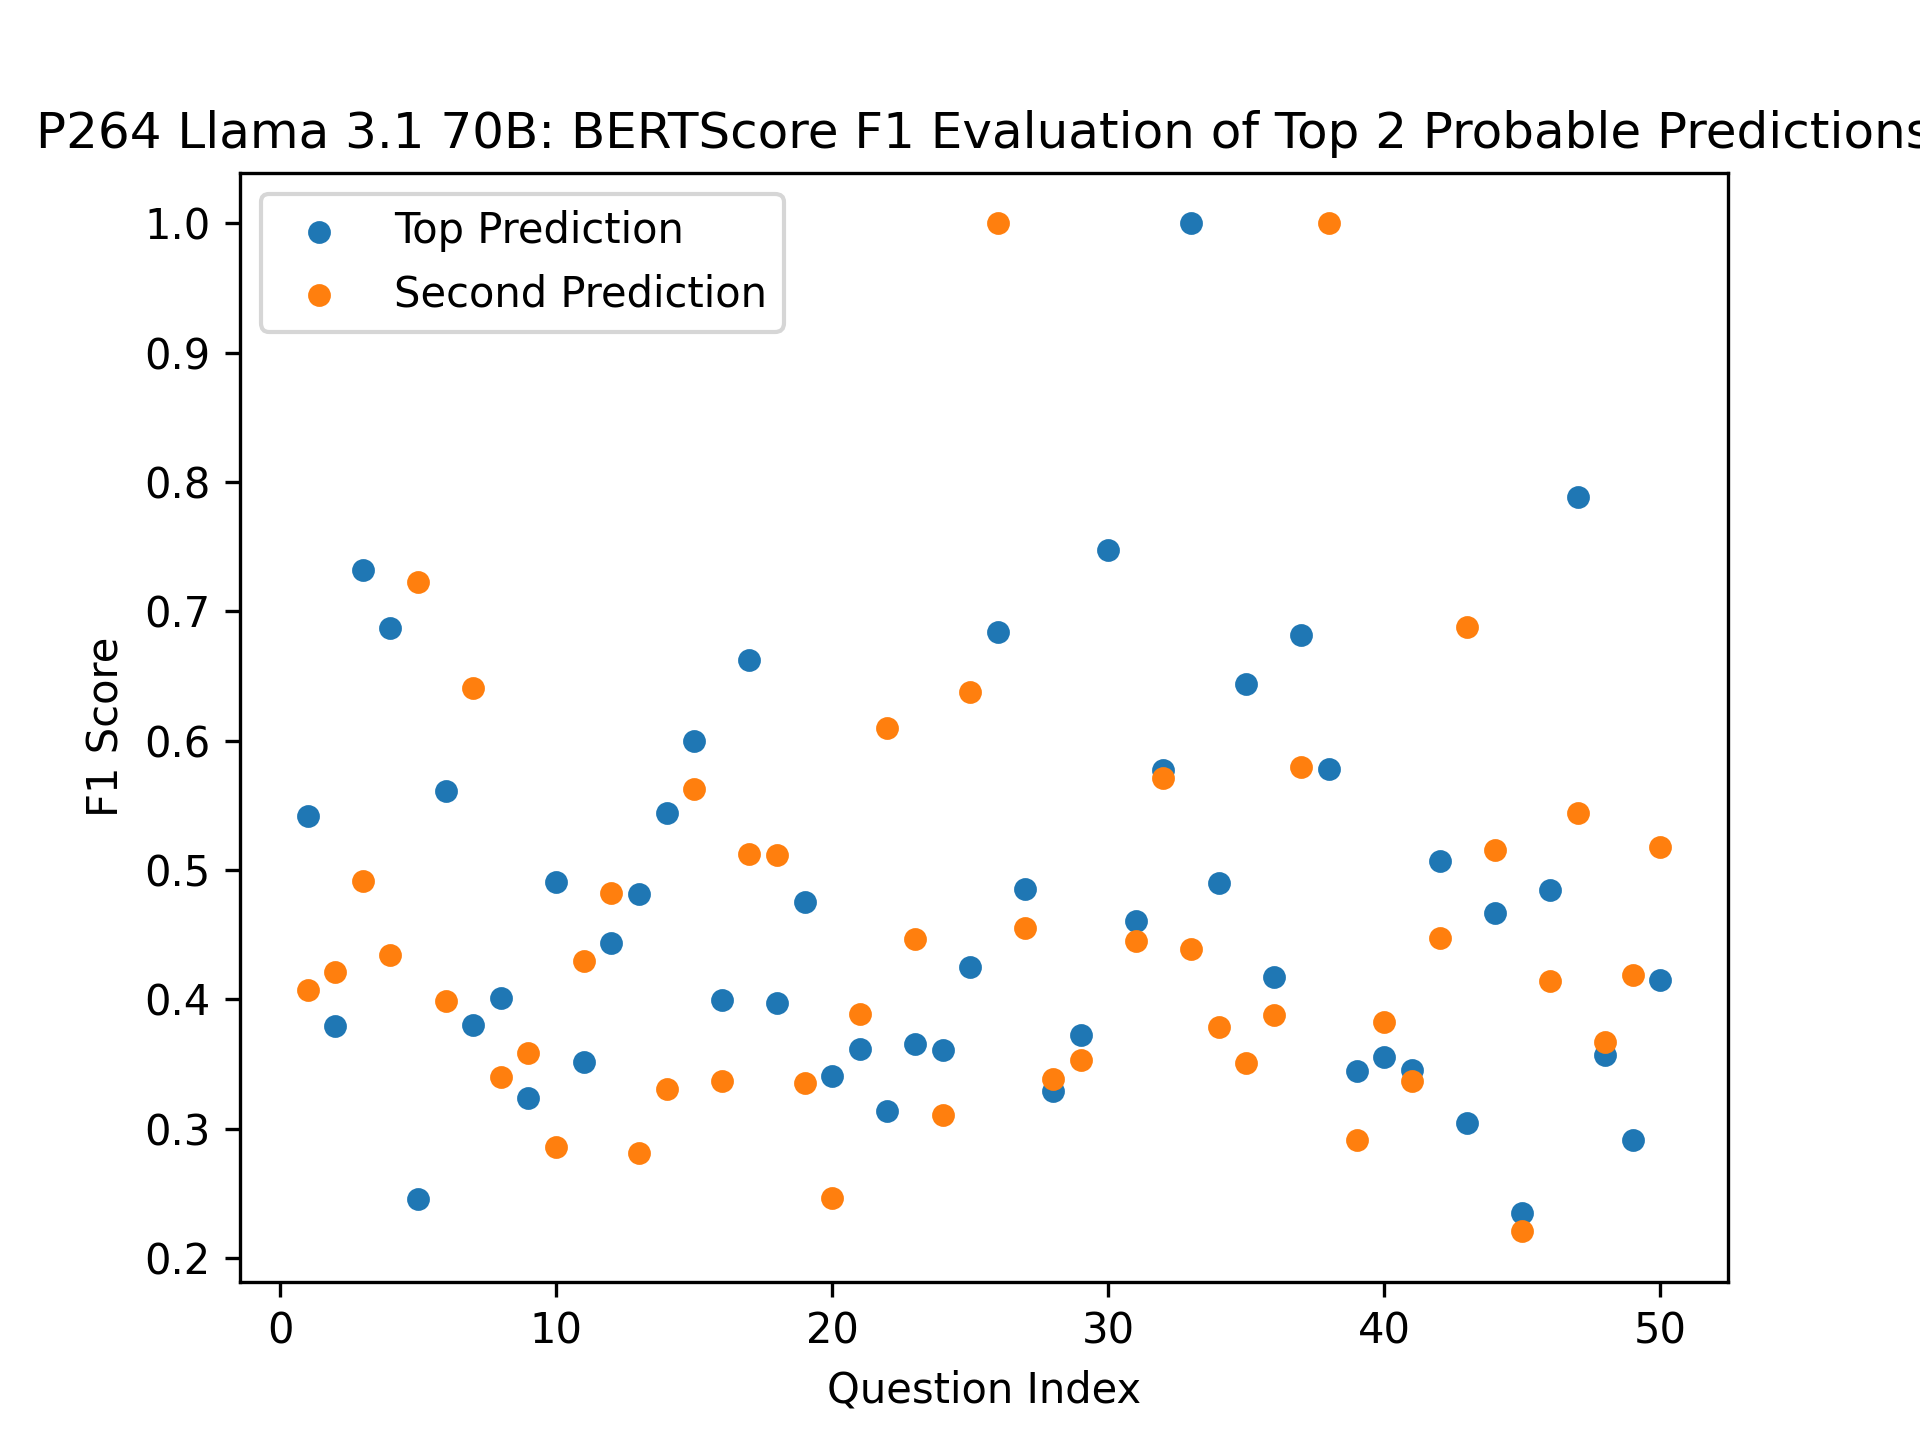 P264 Llama 3.1 70B: BERTScore F1 Evaluation of Top 2 Probable Predictions
Top Prediction
Second Prediction
1.0
0.9
0.8
0.7
0.6
0.5
0.4
0.3
0.2
F1 Score
0 10 20 30 40 50
Question Index